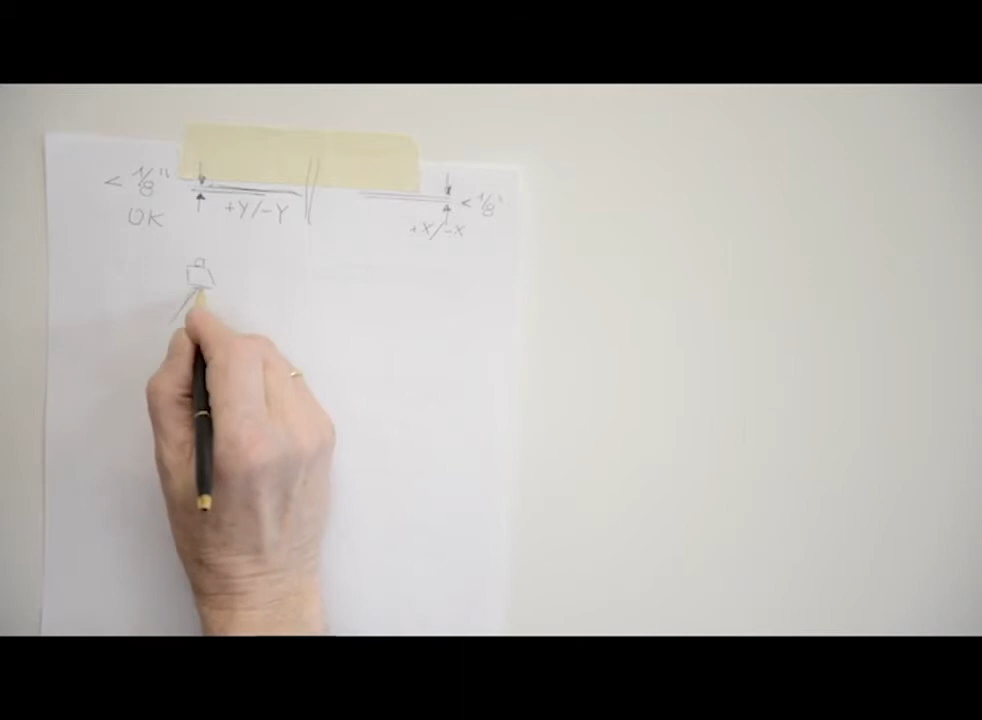 < 1/8"
OK
+Y/-Y
< 1/8"
+X/-X